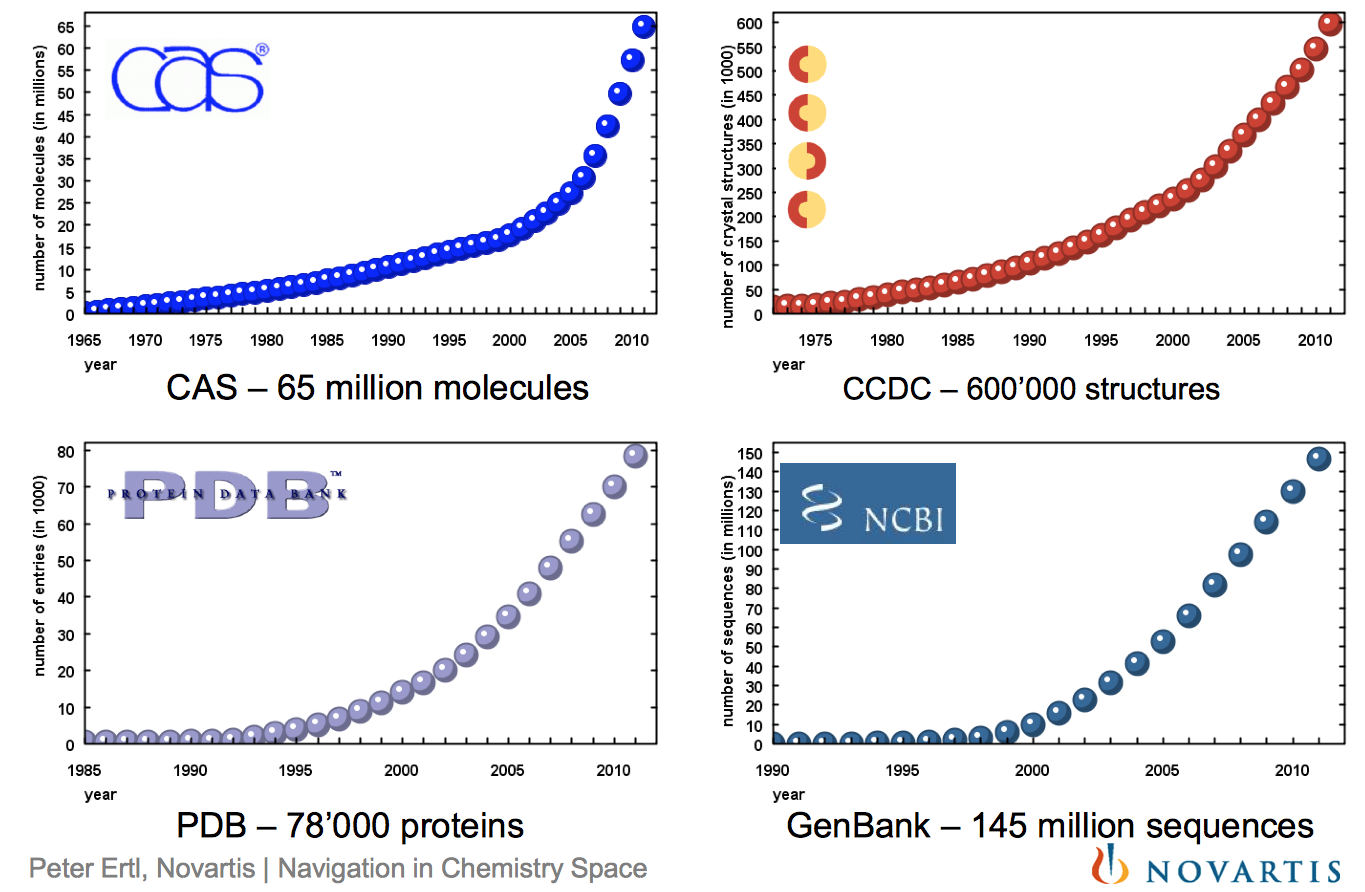 number of molecules (in millions)
65
60
55
50
45
40
35
30
25
20
15
10
5
0
cas®
1965 1970 1975 1980 1985 1990 1995 2000 2005 2010
year
CAS – 65 million molecules
number of crystal structures (in 1000)
600
550
500
450
400
350
300
250
200
150
100
50
0
1975 1980 1985 1990 1995 2000 2005 2010
year
CCDC – 600’000 structures
number of entries (in 1000)
80
70
60
50
40
30
20
10
0
PDB™
PROTEIN DATA BANK
1985 1990 1995 2000 2005 2010
year
PDB – 78’000 proteins
number of sequences (in millions)
150
140
130
120
110
100
90
80
70
60
50
40
30
20
10
0
NCBI
1990 1995 2000 2005 2010
year
GenBank – 145 million sequences
Peter Ertl, Novartis | Navigation in Chemistry Space
NOVARTIS